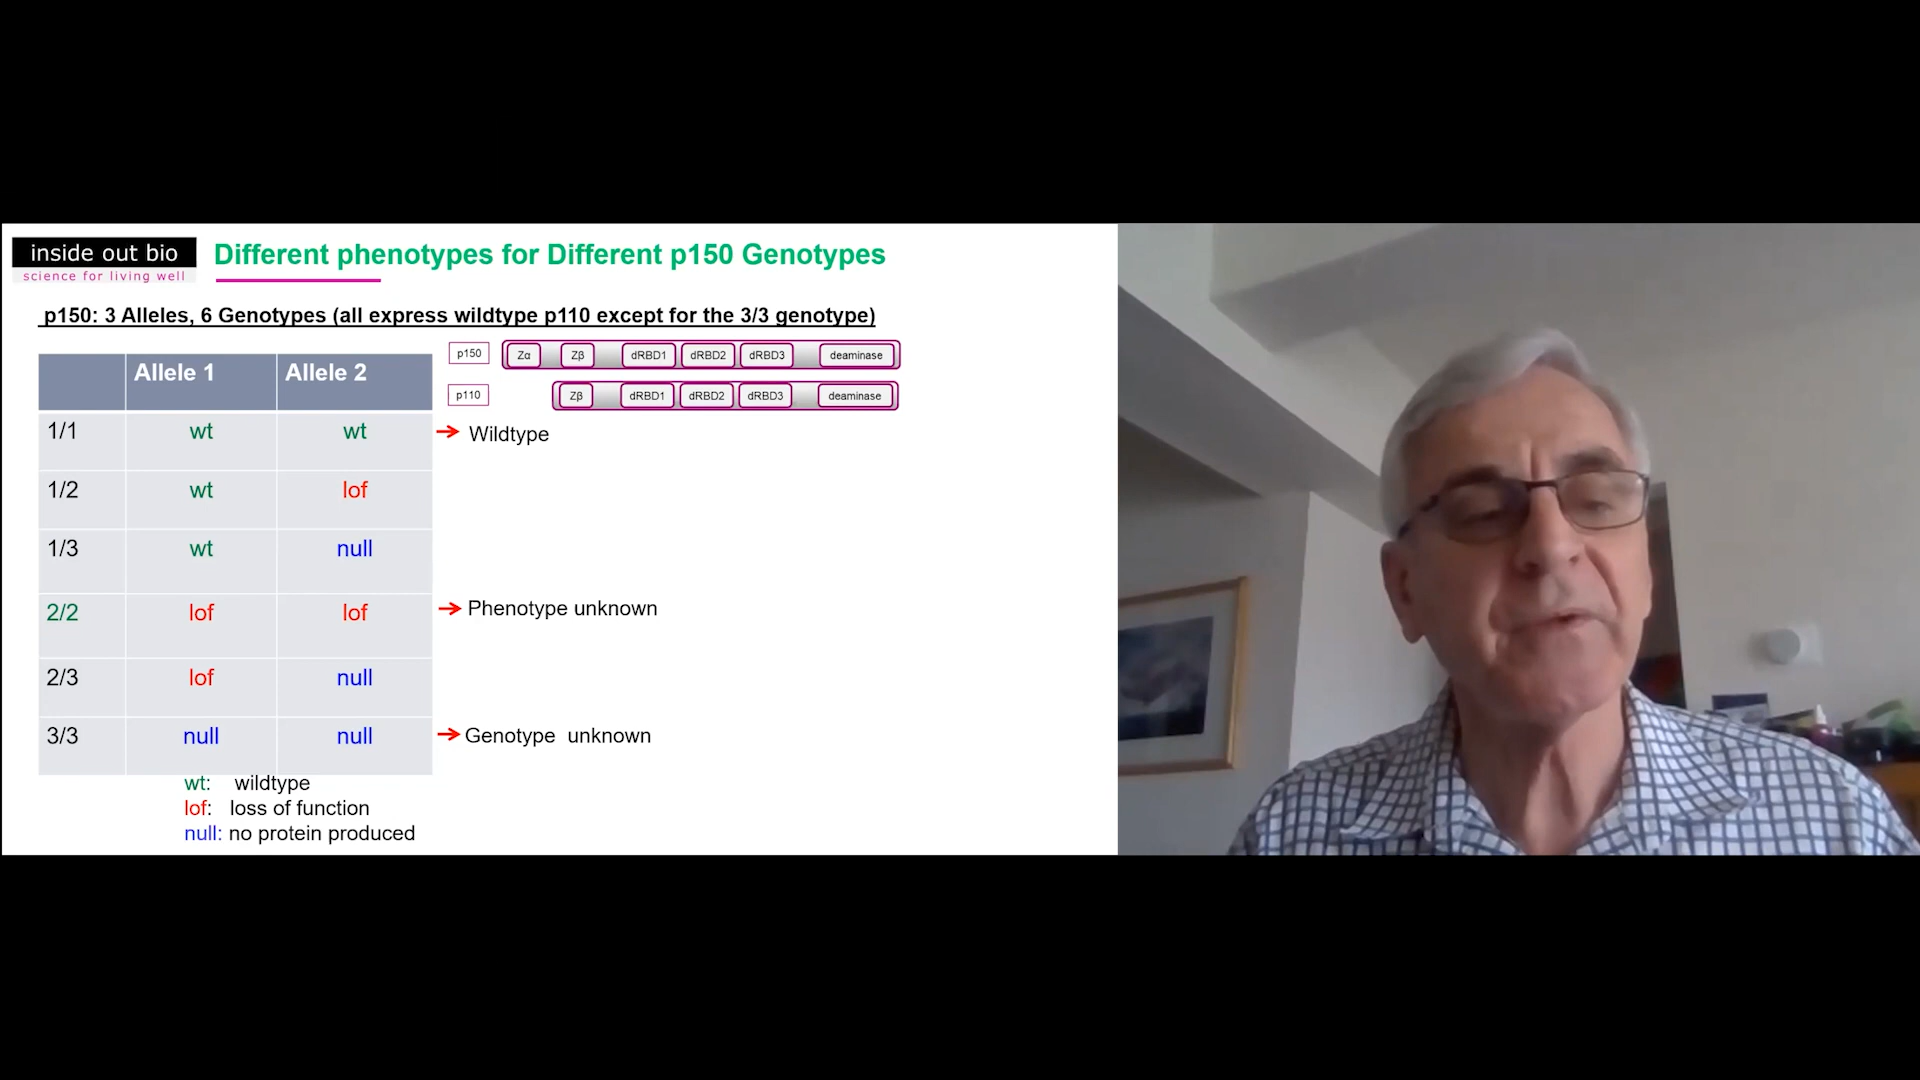 inside out bio
science for living well
Different phenotypes for Different p150 Genotypes
p150: 3 Alleles, 6 Genotypes (all express wildtype p110 except for the 3/3 genotype)
p150 Zα Zβ dRBD1 dRBD2 dRBD3 deaminase
p110 Zβ dRBD1 dRBD2 dRBD3 deaminase
Allele 1 Allele 2
1/1 wt wt → Wildtype
1/2 wt lof
1/3 wt null
2/2 lof lof → Phenotype unknown
2/3 lof null
3/3 null null → Genotype unknown
wt: wildtype
lof: loss of function
null: no protein produced